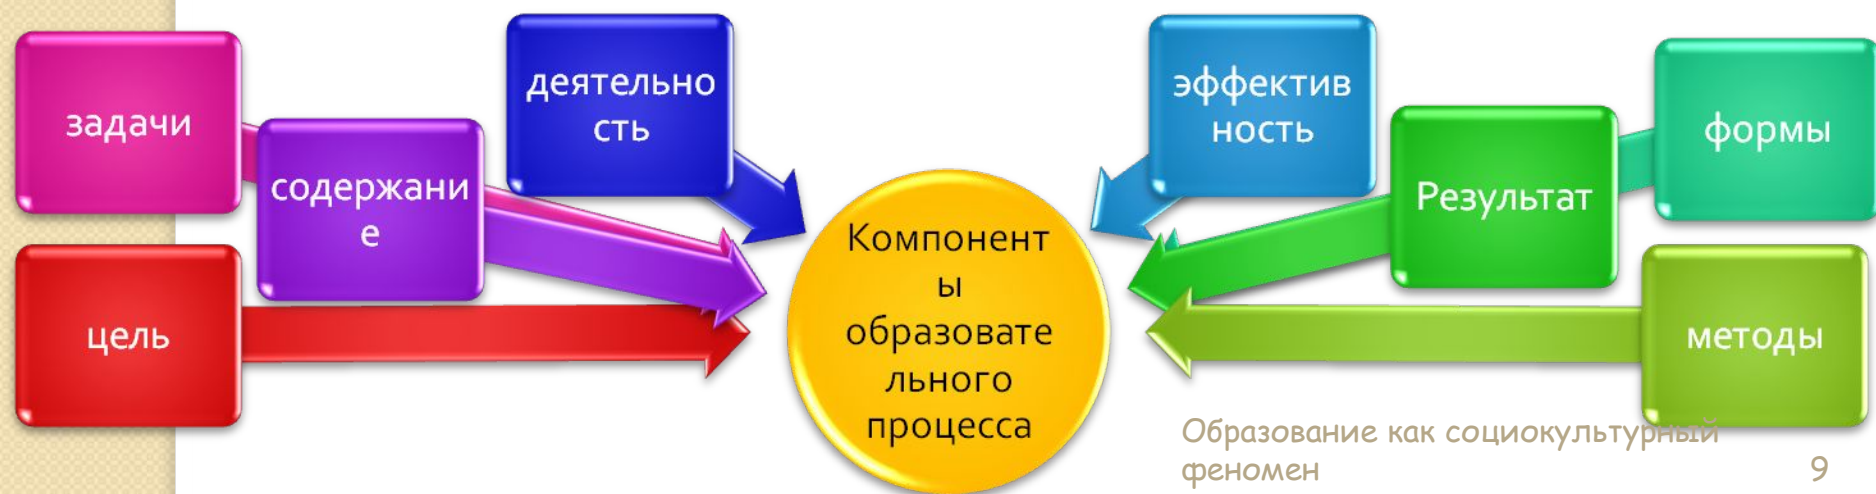 задачи
содержани
е
деятельно
сть
цель
Компонент
ы
образовате
льного
процесса
эффектив
ность
Результат
формы
методы
Образование как социокультурный
феномен
9